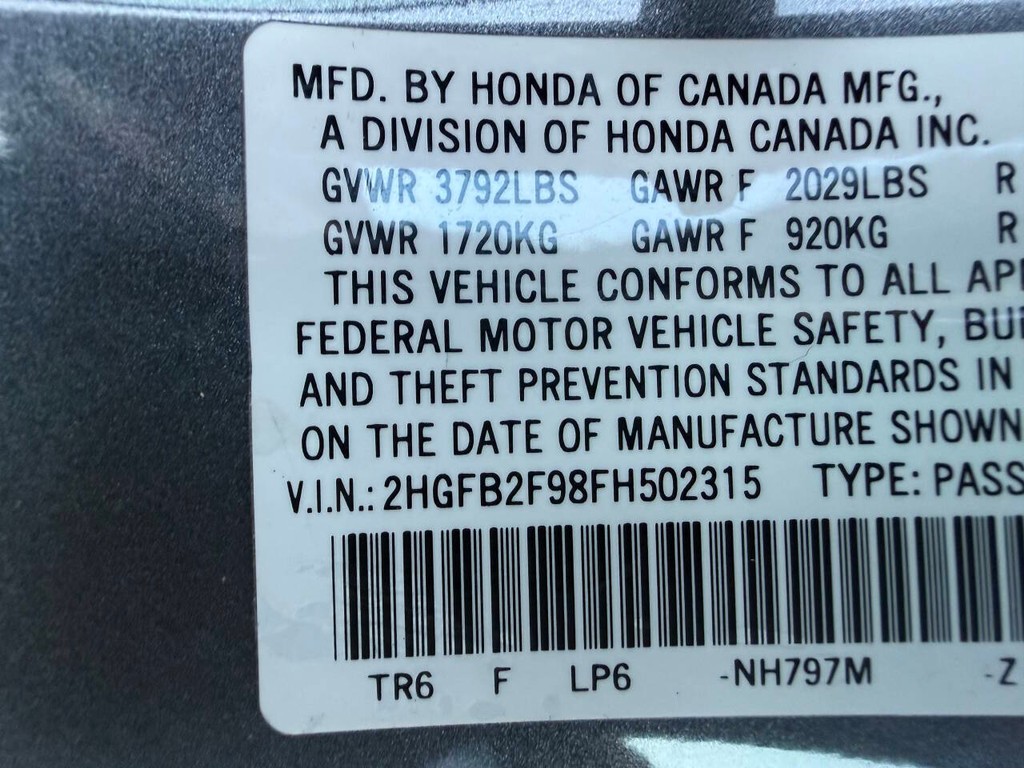 MFD. BY HONDA OF CANADA MFG.,
A DIVISION OF HONDA CANADA INC.
GVWR 3792LBS GAWR F 2029LBS R
GVWR 1720KG GAWR F 920KG R
THIS VEHICLE CONFORMS TO ALL
FEDERAL MOTOR VEHICLE SAFETY,
AND THEFT PREVENTION STANDARDS IN
ON THE DATE OF MANUFACTURE SHOWN
V.I.N.: 2HGFB2F98FH502315 TYPE: PASS
TR6 F LP6 -NH797M -Z